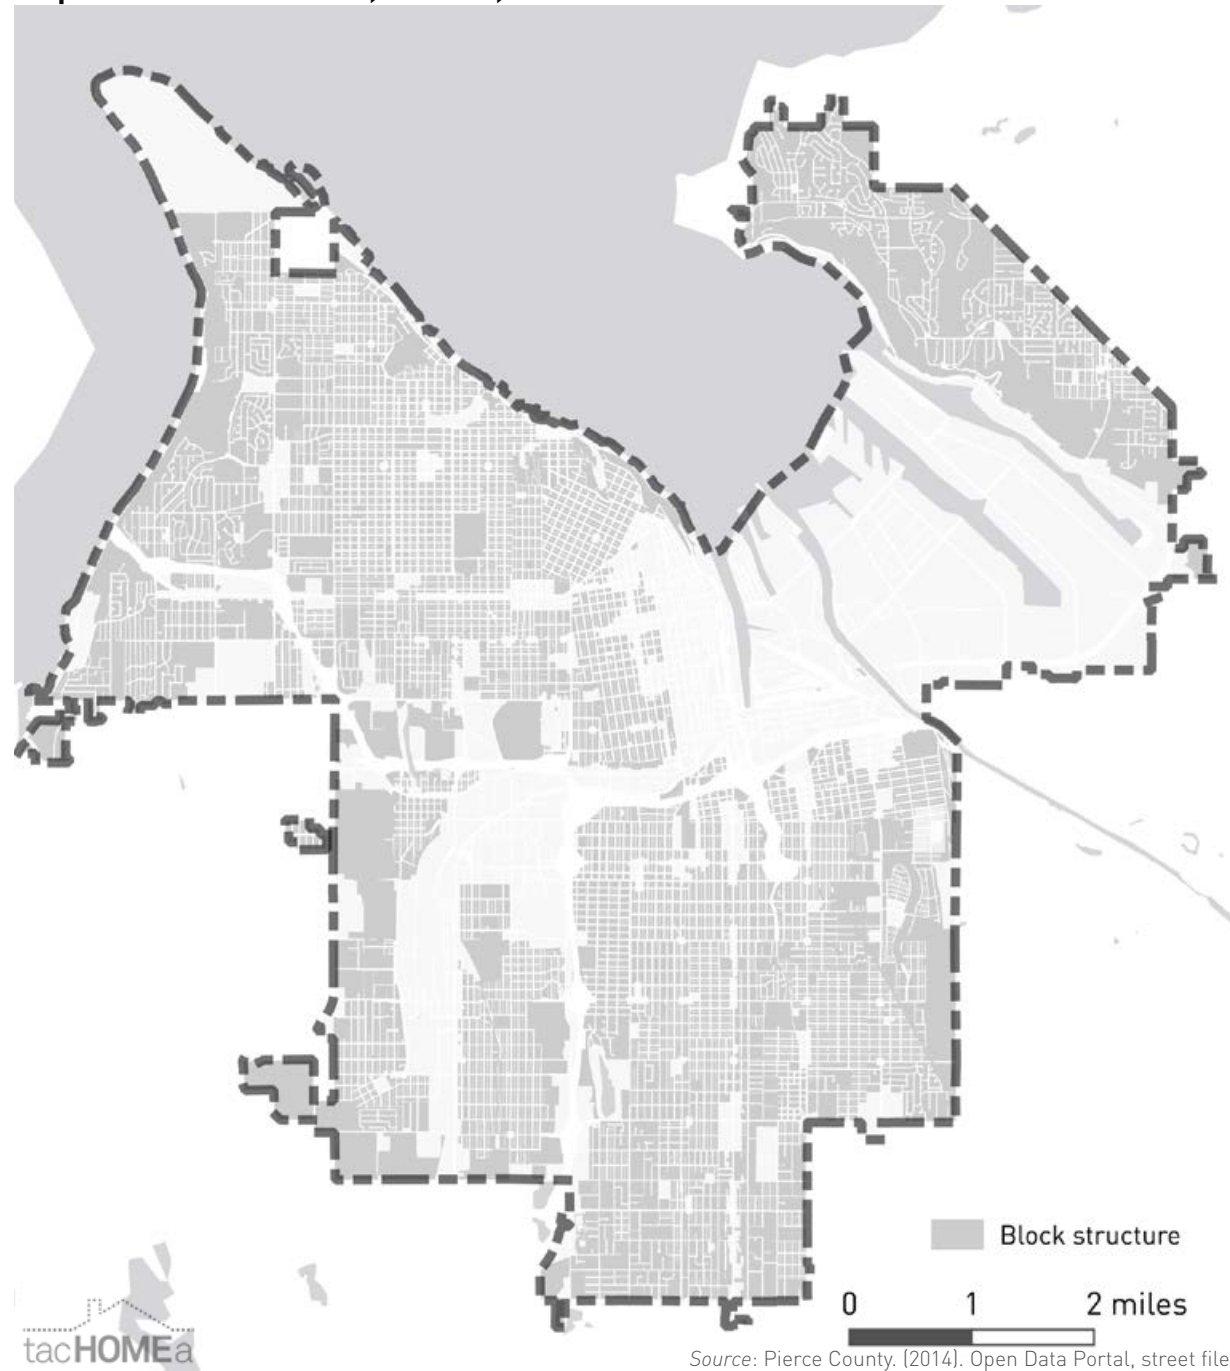 Block structure
0 1 2 miles
tacHOMEa
Source: Pierce County. (2014). Open Data Portal, street file